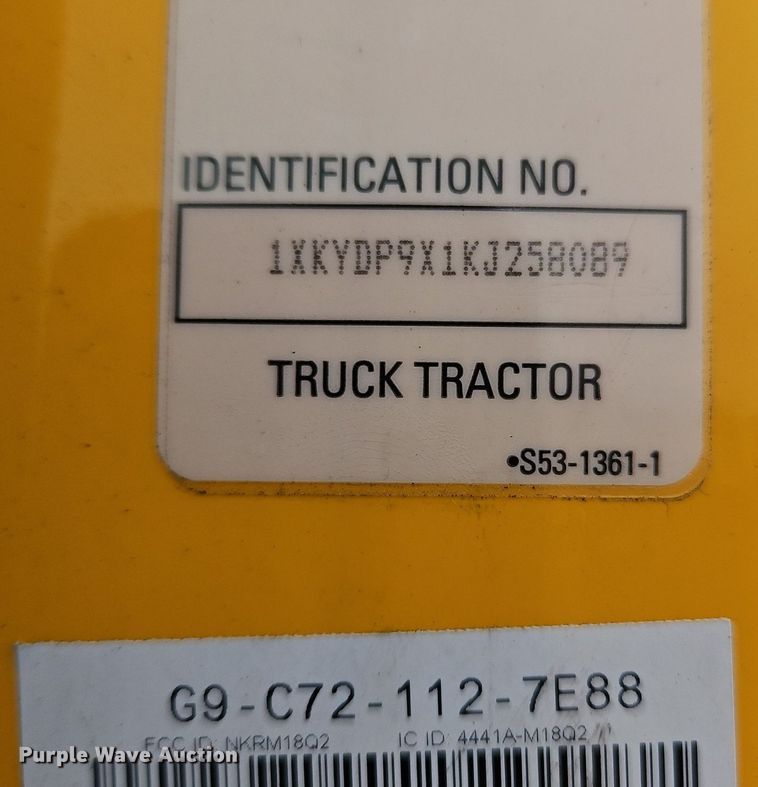 IDENTIFICATION NO.
1XKYDP9X1KJ258089
TRUCK TRACTOR
•S53-1361-1
G9-C72-112-7E88
FCC ID: NKRM18Q2 IC ID: 4441A-M18Q2
Purple Wave Auction